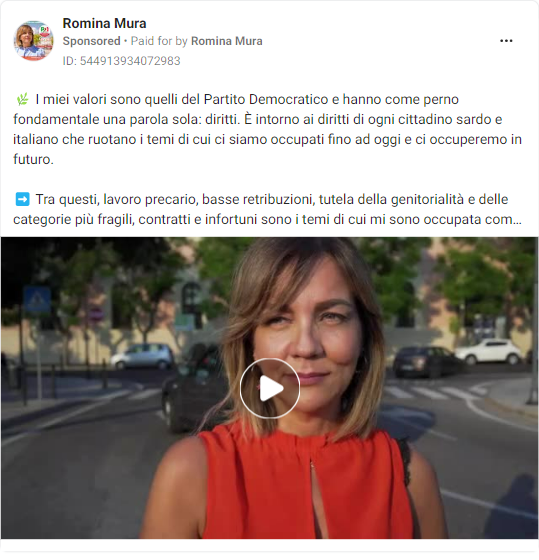 Romina Mura
Sponsored • Paid for by Romina Mura
ID: 544913934072983
🌿 I miei valori sono quelli del Partito Democratico e hanno come perno
fondamentale una parola sola: diritti. È intorno ai diritti di ogni cittadino sardo e
italiano che ruotano i temi di cui ci siamo occupati fino ad oggi e ci occuperemo in
futuro.
➡️ Tra questi, lavoro precario, basse retribuzioni, tutela della genitorialità e delle
categorie più fragili, contratti e infortuni sono i temi di cui mi sono occupata com...